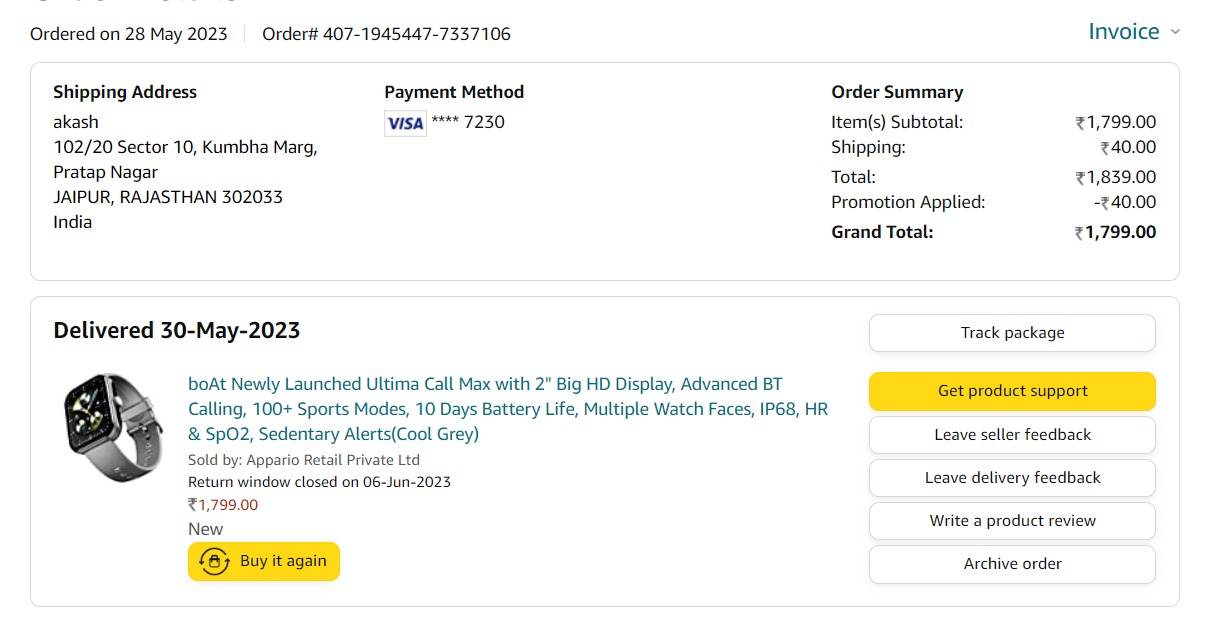 Ordered on 28 May 2023 Order# 407-1945447-7337106
Invoice
Shipping Address
akash
102/20 Sector 10, Kumbha Marg,
Pratap Nagar
JAIPUR, RAJASTHAN 302033
India
Payment Method
VISA **** 7230
Order Summary
Item(s) Subtotal: ₹1,799.00
Shipping: ₹40.00
Total: ₹1,839.00
Promotion Applied: -₹40.00
Grand Total: ₹1,799.00
Delivered 30-May-2023
boAt Newly Launched Ultima Call Max with 2" Big HD Display, Advanced BT
Calling, 100+ Sports Modes, 10 Days Battery Life, Multiple Watch Faces, IP68, HR
& SpO2, Sedentary Alerts(Cool Grey)
Sold by: Appario Retail Private Ltd
Return window closed on 06-Jun-2023
₹1,799.00
New
Buy it again
Track package
Get product support
Leave seller feedback
Leave delivery feedback
Write a product review
Archive order